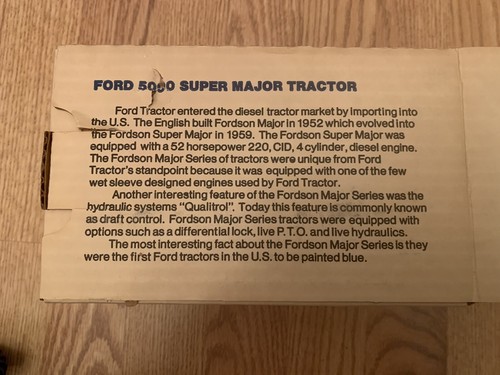 FORD 5000 SUPER MAJOR TRACTOR
Ford Tractor entered the diesel tractor market by importing into
the U.S. The English built Fordson Major in 1952 which evolved into
the Fordson Super Major in 1959. The Fordson Super Major was
equipped with a 52 horsepower 220, CID, 4 cylinder, diesel engine.
The Fordson Major Series of tractors were unique from Ford
Tractor's standpoint because it was equipped with one of the few
wet sleeve designed engines used by Ford Tractor.
Another interesting feature of the Fordson Major Series was the
hydraulic systems "Qualitrol". Today this feature is commonly known
as draft control. Fordson Major Series tractors were equipped with
options such as a differential lock, live P.T.O. and live hydraulics.
The most interesting fact about the Fordson Major Series is they
were the first Ford tractors in the U.S. to be painted blue.